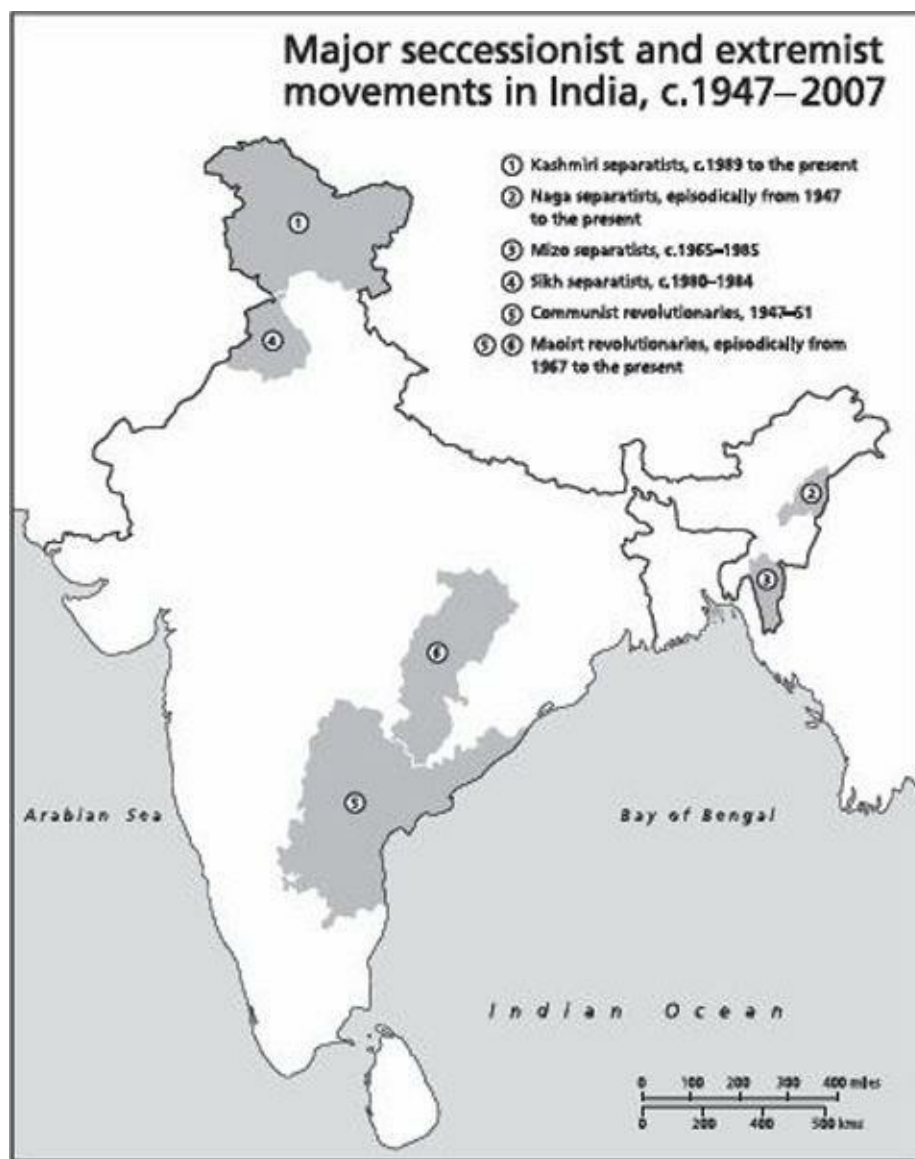 Major seccessionist and extremist
movements in India, c.1947–2007
① Kashmiri separatists, c.1989 to the present
② Naga separatists, episodically from 1947
to the present
③ Mizo separatists, c.1965–1985
④ Sikh separatists, c.1980–1984
⑤ Communist revolutionaries, 1947–51
⑤ ⑥ Maoist revolutionaries, episodically from
1967 to the present
①
④
②
③
⑥
⑤
Arabian Sea
Bay of Bengal
Indian Ocean
0 100 200 300 400 miles
0 200 400 500 kms